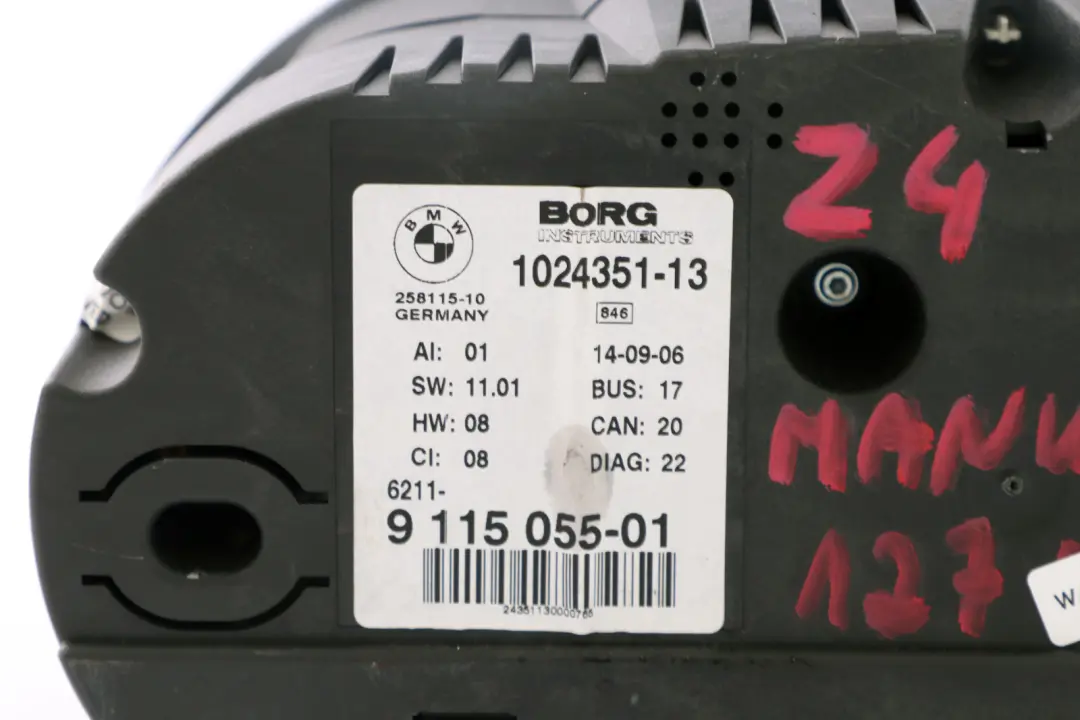 BMW
BORG
INSTRUMENTS
1024351-13
258115-10
GERMANY
846
AI: 01
14-09-06
SW: 11.01
BUS: 17
HW: 08
CAN: 20
CI: 08
DIAG: 22
6211-
9 115 055-01
Z4
MANU
127
W